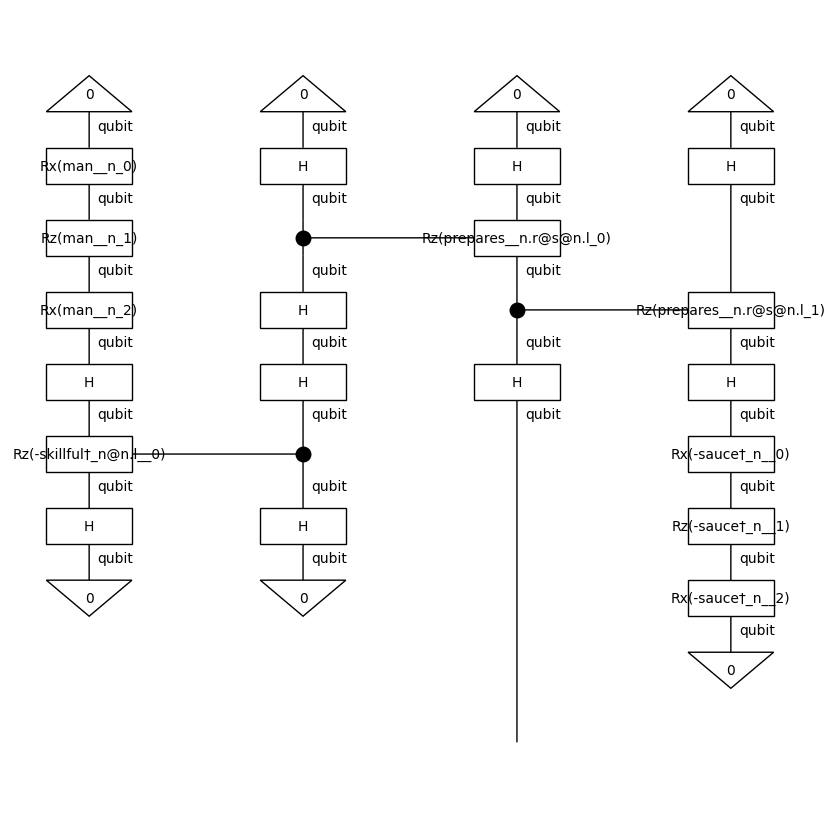 0 0 0 0
qubit qubit qubit qubit
Rx(man__n_0) H H H
qubit qubit qubit qubit
Rz(man__n_1) Rz(prepares__n.r@s@n.l_0)
qubit qubit qubit
Rx(man__n_2) H Rz(prepares__n.r@s@n.l_1)
qubit qubit qubit qubit
H H H H
qubit qubit qubit qubit
Rz(-skillful†_n@n.l__0) Rx(-sauce†_n__0)
qubit qubit qubit
H H Rz(-sauce†_n__1)
qubit qubit qubit
0 0 Rx(-sauce†_n__2)
qubit
0